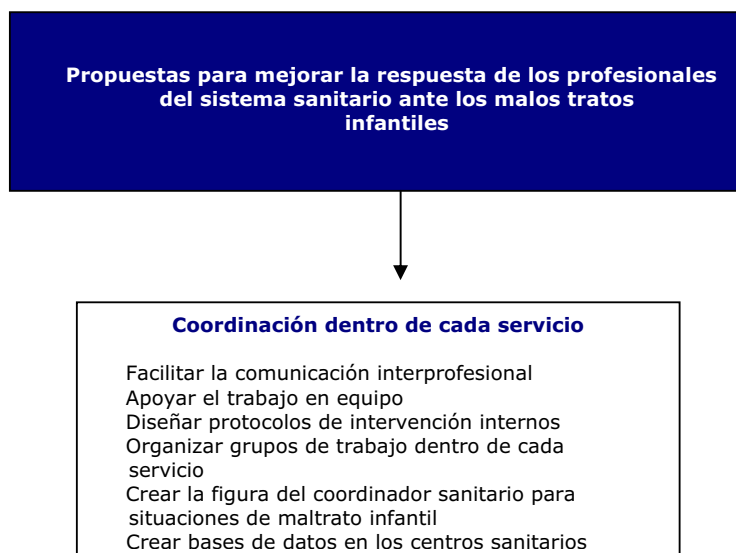 Propuestas para mejorar la respuesta de los profesionales
del sistema sanitario ante los malos tratos
infantiles
Coordinación dentro de cada servicio
Facilitar la comunicación interprofesional
Apoyar el trabajo en equipo
Diseñar protocolos de intervención internos
Organizar grupos de trabajo dentro de cada
servicio
Crear la figura del coordinador sanitario para
situaciones de maltrato infantil
Crear bases de datos en los centros sanitarios